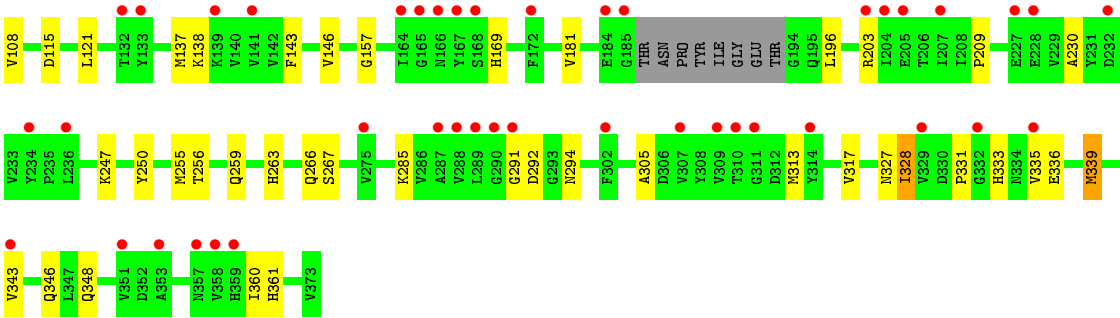 V108 D115 L121 T132 Y133 M137 K138 K139 V140 V141 V142 F143 V146 G157 I164 G165 N166 Y167 S168 H169 F172 V181 E184 G185 THR ASN PRO TYR ILE GLY GLU THR G194 Q195 L196 R203 I204 E205 T206 I207 I208 P209 E227 E228 V229 A230 Y231 D232
V233 Y234 P235 L236 K247 Y250 M255 T256 Q259 H263 Q266 S267 V275 K285 V286 A287 V288 L289 G290 G291 D292 G293 N294 F302 A305 D306 V307 Y308 V309 T310 G311 D312 M313 Y314 V317 N327 I328 V329 D330 P331 G332 H333 N334 V335 E336 M339
V343 Q346 L347 Q348 V351 D352 A353 N357 V358 H359 I360 H361 V373